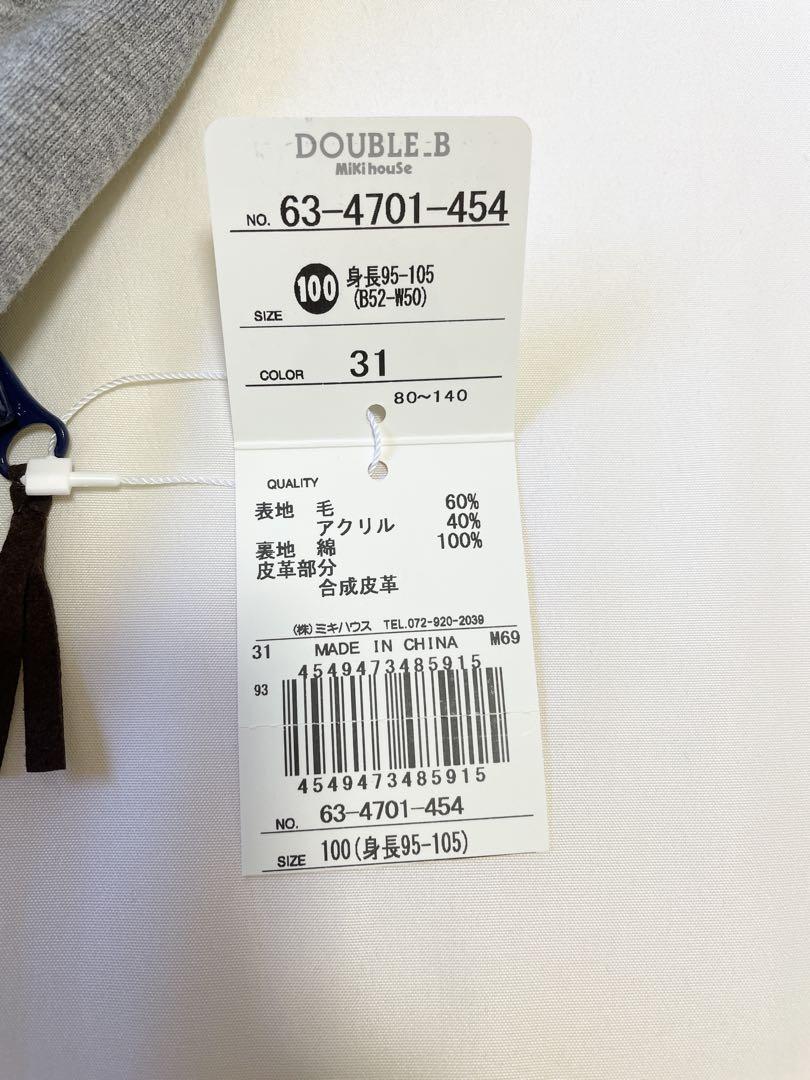 DOUBLE_B
MiKihouSe
NO. 63-4701-454
SIZE 100 身長95-105
(B52-W50)
COLOR 31
80~140
QUALITY
表地 毛 60%
アクリル 40%
裏地 綿 100%
皮革部分
合成皮革
(株)ミキハウス TEL.072-920-2039
31 MADE IN CHINA M69
4549473485915
93
4549473485915
NO. 63-4701-454
SIZE 100(身長95-105)